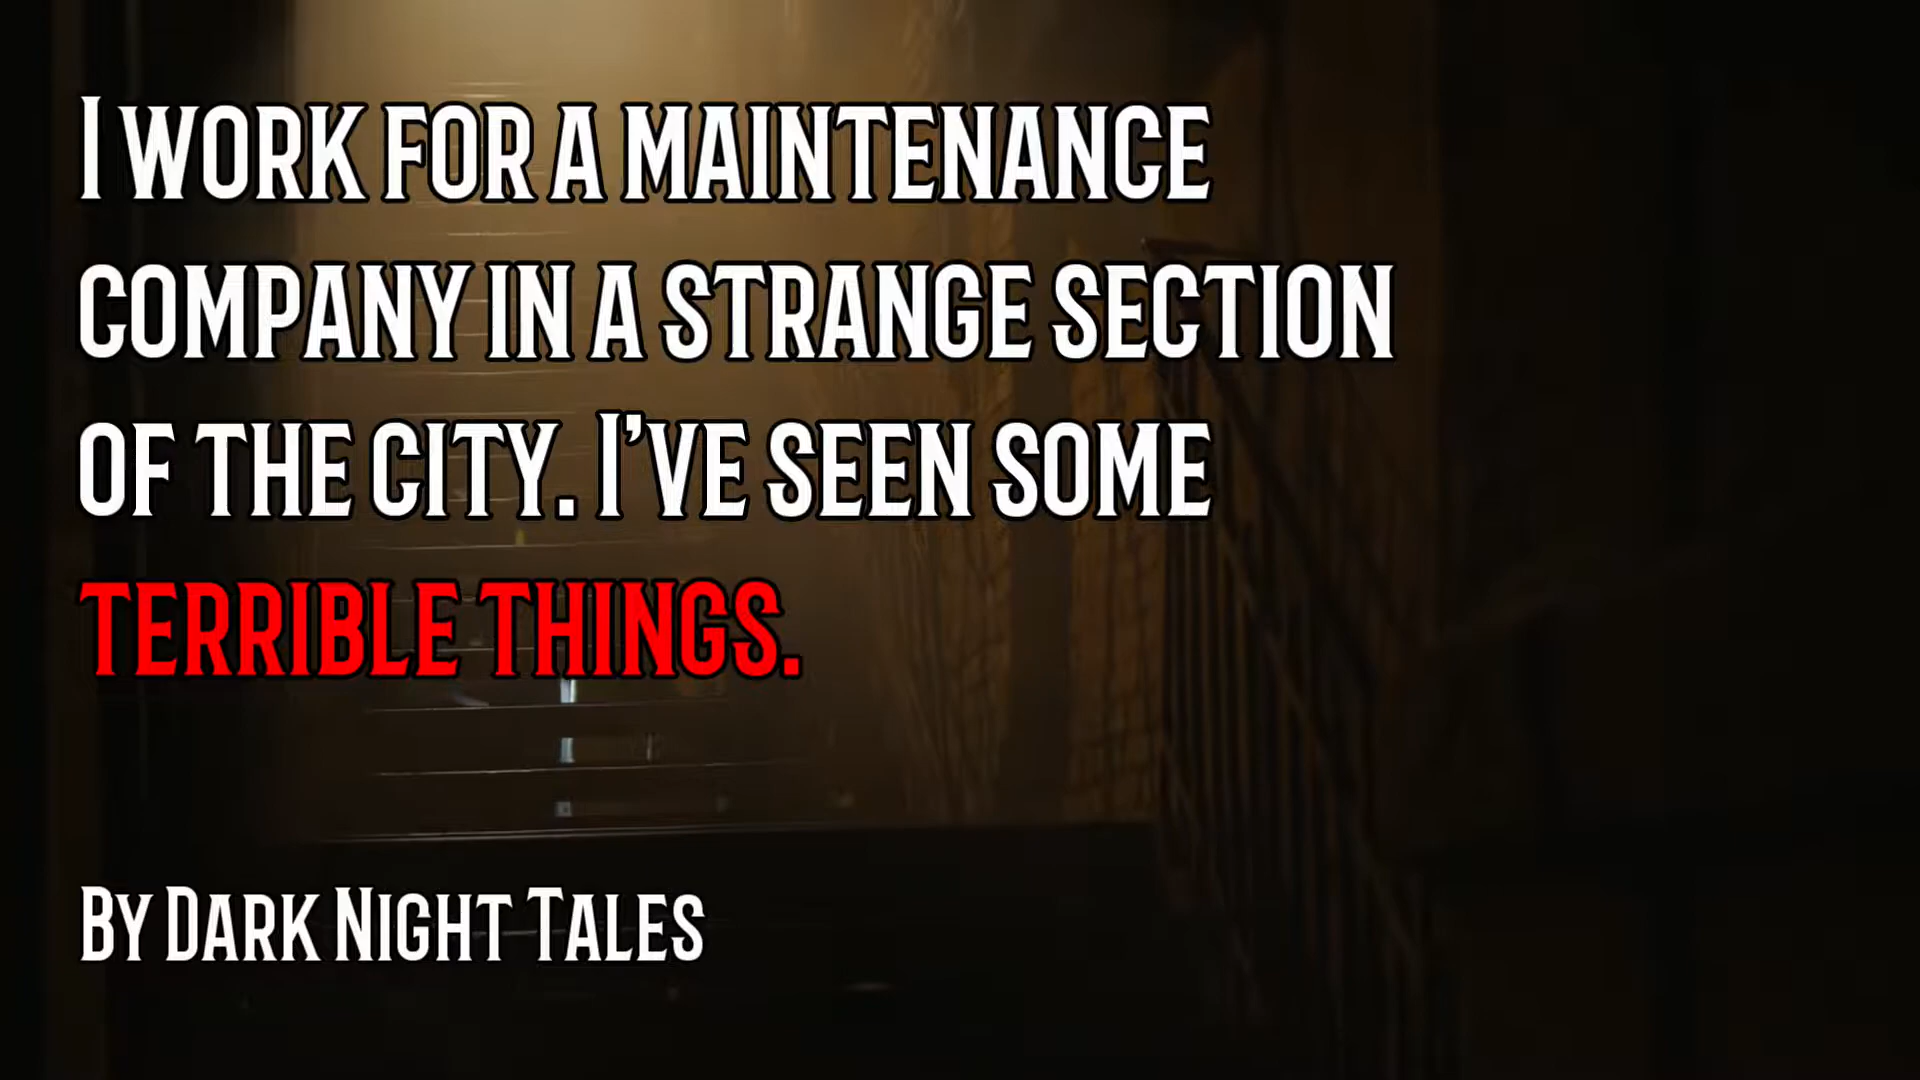 I WORK FOR A MAINTENANCE
COMPANY IN A STRANGE SECTION
OF THE CITY. I'VE SEEN SOME
TERRIBLE THINGS.
BY DARK NIGHT TALES